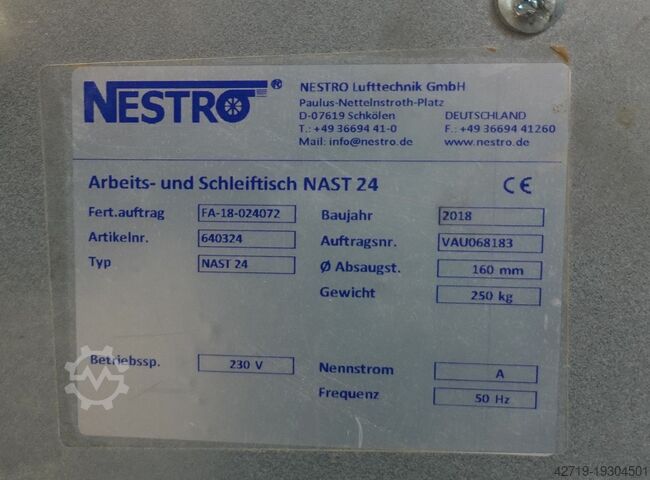 NESTRO®
NESTRO Lufttechnik GmbH
Paulus-Nettelnstroth-Platz
D-07619 Schkölen DEUTSCHLAND
T.: +49 36694 41-0 F.: +49 36694 41260
Mail: info@nestro.de www.nestro.de
Arbeits- und Schleiftisch NAST 24 CE
Fert.auftrag FA-18-024072 Baujahr 2018
Artikelnr. 640324 Auftragsnr. VAU068183
Typ NAST 24 Ø Absaugst. 160 mm
Gewicht 250 kg
Betriebssp. 230 V Nennstrom A
Frequenz 50 Hz
42719-19304501